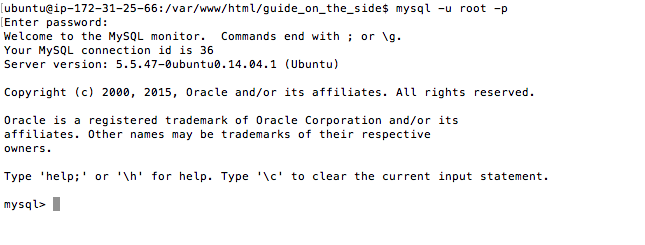 [ubuntu@ip-172-31-25-66:/var/www/html/guide_on_the_side$ mysql -u root -p
[Enter password:
Welcome to the MySQL monitor.  Commands end with ; or \g.
Your MySQL connection id is 36
Server version: 5.5.47-0ubuntu0.14.04.1 (Ubuntu)
Copyright (c) 2000, 2015, Oracle and/or its affiliates. All rights reserved.
Oracle is a registered trademark of Oracle Corporation and/or its
affiliates. Other names may be trademarks of their respective
owners.
Type 'help;' or '\h' for help. Type '\c' to clear the current input statement.
mysql>